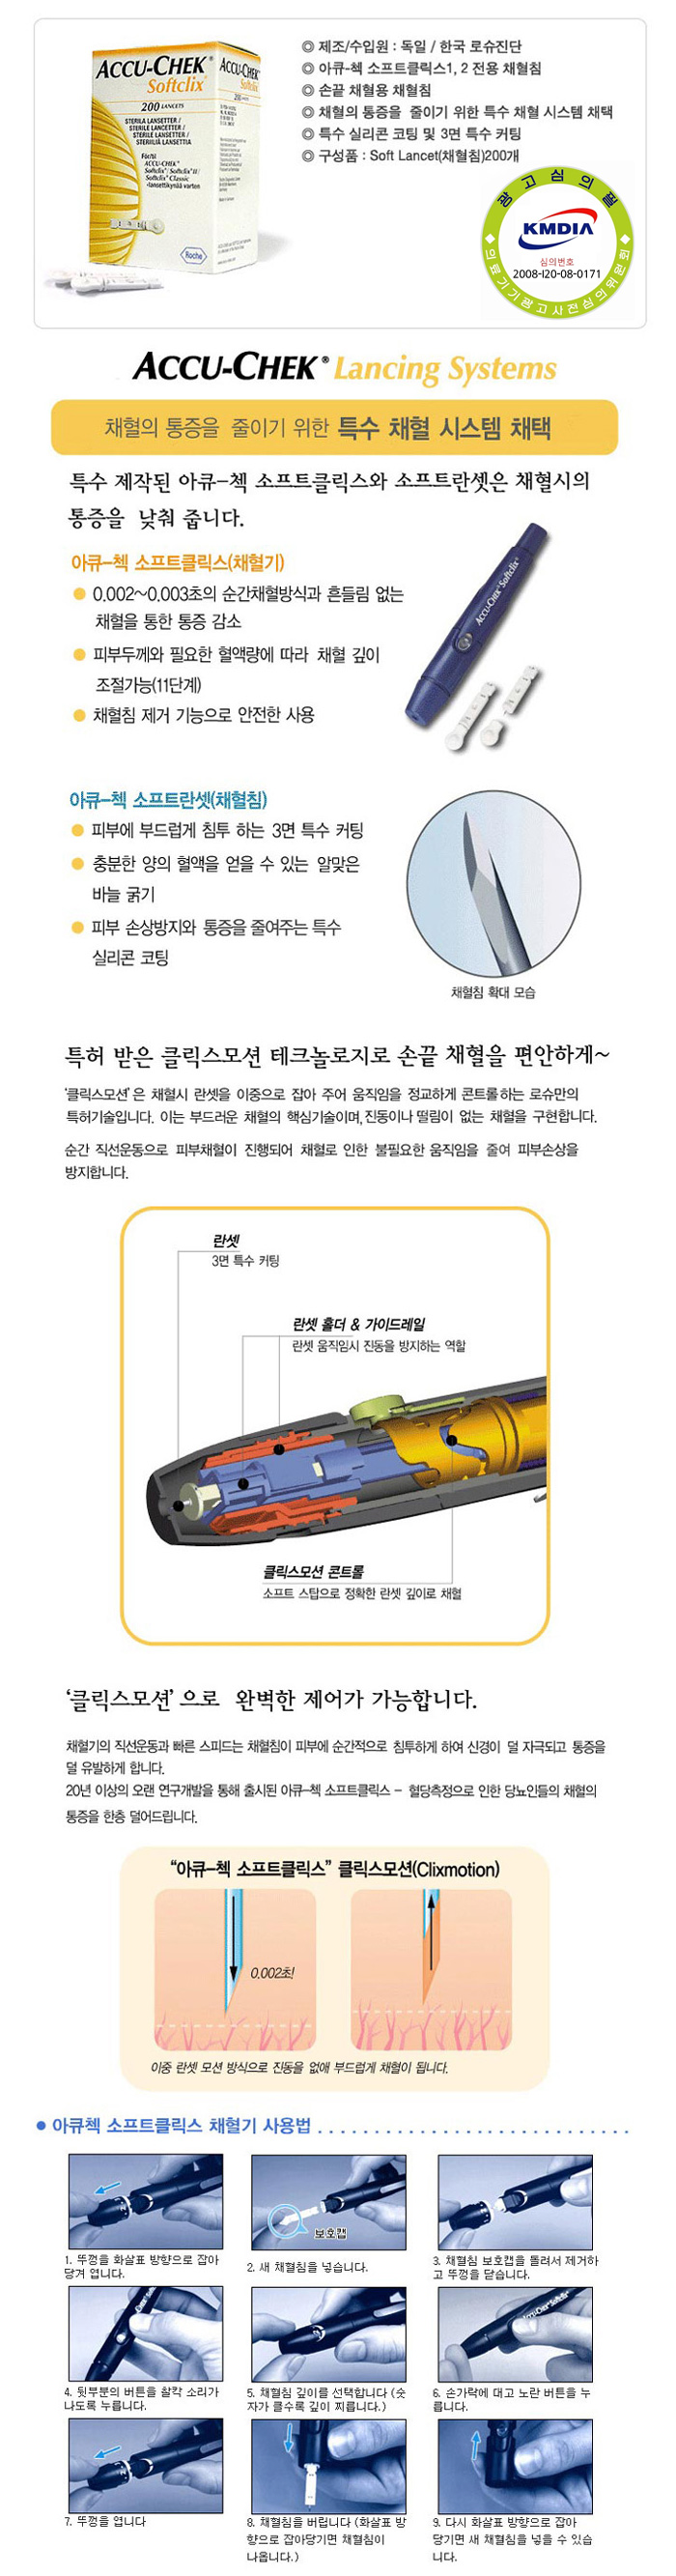 ACCU-CHEK®
Softclix®
200 LANCETS
STERILA LANSETTER /
STERILE LANCETTER /
STERILE LANSETTER /
STERIILIÄ LANSETTIA
För/til
ACCU-CHEK®
Softclix® / Softclix® II /
Softclix® Classic
-lansettikynää varten
Roche
ACCU-CHEK
Softclix®
200 LANCETS
◎ 제조/수입원 : 독일 / 한국 로슈진단
◎ 아큐-첵 소프트클릭스1, 2 전용 채혈침
◎ 손끝 채혈용 채혈침
◎ 채혈의 통증을 줄이기 위한 특수 채혈 시스템 채택
◎ 특수 실리콘 코팅 및 3면 특수 커팅
◎ 구성품 : Soft Lancet(채혈침)200개
광고심의필
KMDIA
심의번호
2008-I20-08-0171
의료기기광고사전심의위원회
ACCU-CHEK® Lancing Systems
채혈의 통증을 줄이기 위한 특수 채혈 시스템 채택
특수 제작된 아큐-첵 소프트클릭스와 소프트란셋은 채혈시의
통증을 낮춰 줍니다.
아큐-첵 소프트클릭스(채혈기)
● 0.002~0.003초의 순간채혈방식과 흔들림 없는
채혈을 통한 통증 감소
● 피부두께와 필요한 혈액량에 따라 채혈 깊이
조절가능(11단계)
● 채혈침 제거 기능으로 안전한 사용
ACCU-CHEK® Softclix®
아큐-첵 소프트란셋(채혈침)
● 피부에 부드럽게 침투 하는 3면 특수 커팅
● 충분한 양의 혈액을 얻을 수 있는 알맞은
바늘 굵기
● 피부 손상방지와 통증을 줄여주는 특수
실리콘 코팅
채혈침 확대 모습
특허 받은 클릭스모션 테크놀로지로 손끝 채혈을 편안하게~
'클릭스모션' 은 채혈시 란셋을 이중으로 잡아 주어 움직임을 정교하게 콘트롤하는 로슈만의
특허기술입니다. 이는 부드러운 채혈의 핵심기술이며, 진동이나 떨림이 없는 채혈을 구현합니다.
순간 직선운동으로 피부채혈이 진행되어 채혈로 인한 불필요한 움직임을 줄여 피부손상을
방지합니다.
란셋
3면 특수 커팅
란셋 홀더 & 가이드레일
란셋 움직임시 진동을 방지하는 역할
클릭스모션 콘트롤
소프트 스탑으로 정확한 란셋 깊이로 채혈
'클릭스모션' 으로 완벽한 제어가 가능합니다.
채혈기의 직선운동과 빠른 스피드는 채혈침이 피부에 순간적으로 침투하게 하여 신경이 덜 자극되고 통증을
덜 유발하게 합니다.
20년 이상의 오랜 연구개발을 통해 출시된 아큐-첵 소프트클릭스 - 혈당측정으로 인한 당뇨인들의 채혈의
통증을 한층 덜어드립니다.
"아큐-첵 소프트클릭스" 클릭스모션(Clixmotion)
0.002초!
이중 란셋 모션 방식으로 진동을 없애 부드럽게 채혈이 됩니다.
● 아큐첵 소프트클릭스 채혈기 사용법
보호캡
1. 뚜껑을 화살표 방향으로 잡아
당겨 엽니다.
2. 새 채혈침을 넣습니다.
3. 채혈침 보호캡을 돌려서 제거하
고 뚜껑을 닫습니다.
4. 뒷부분의 버튼을 찰칵 소리가
나도록 누릅니다.
5. 채혈침 깊이를 선택합니다 (숫
자가 클수록 깊이 찌릅니다.)
6. 손가락에 대고 노란 버튼을 누
릅니다.
7. 뚜껑을 엽니다
8. 채혈침을 버립니다 (화살표 방
향으로 잡아당기면 채혈침이
나옵니다.)
9. 다시 화살표 방향으로 잡아
당기면 새 채혈침을 넣을 수 있습
니다.